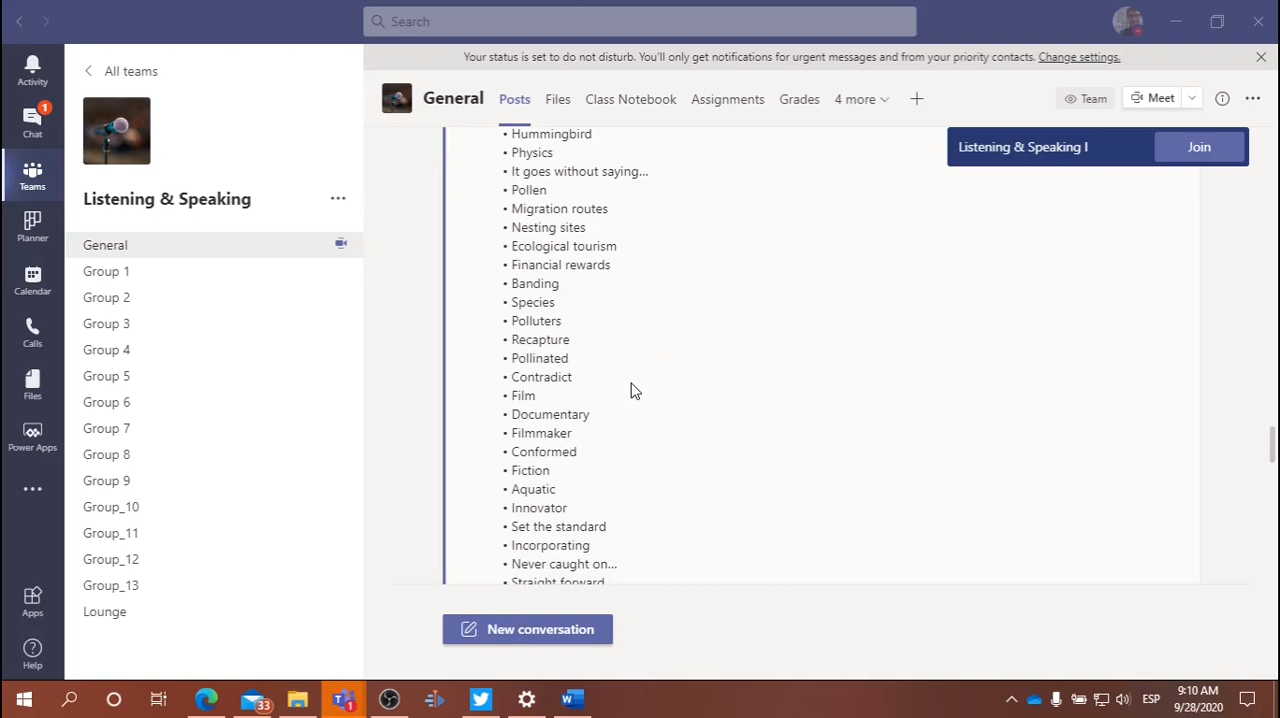 Search
Your status is set to do not disturb. You'll only get notifications for urgent messages and from your priority contacts. Change settings.
Activity
Chat
1
Teams
Planner
Calendar
Calls
Files
Power Apps
Apps
Help
All teams
Listening & Speaking
General
Group 1
Group 2
Group 3
Group 4
Group 5
Group 6
Group 7
Group 8
Group 9
Group_10
Group_11
Group_12
Group_13
Lounge
General Posts Files Class Notebook Assignments Grades 4 more
Team Meet
Listening & Speaking I Join
• Hummingbird
• Physics
• It goes without saying...
• Pollen
• Migration routes
• Nesting sites
• Ecological tourism
• Financial rewards
• Banding
• Species
• Polluters
• Recapture
• Pollinated
• Contradict
• Film
• Documentary
• Filmmaker
• Conformed
• Fiction
• Aquatic
• Innovator
• Set the standard
• Incorporating
• Never caught on...
• Straight forward
New conversation
33
1
ESP
9:10 AM
9/28/2020